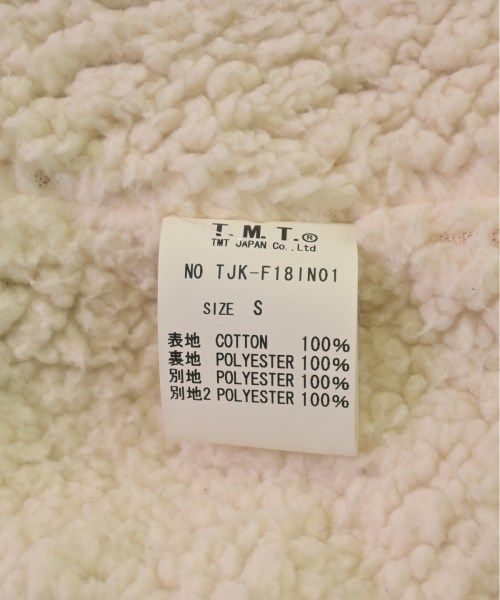 T.M.T.®
TMT JAPAN Co.,Ltd
NO TJK-F18IN01
SIZE S
表地 COTTON 100%
裏地 POLYESTER 100%
別地 POLYESTER 100%
別地2 POLYESTER 100%